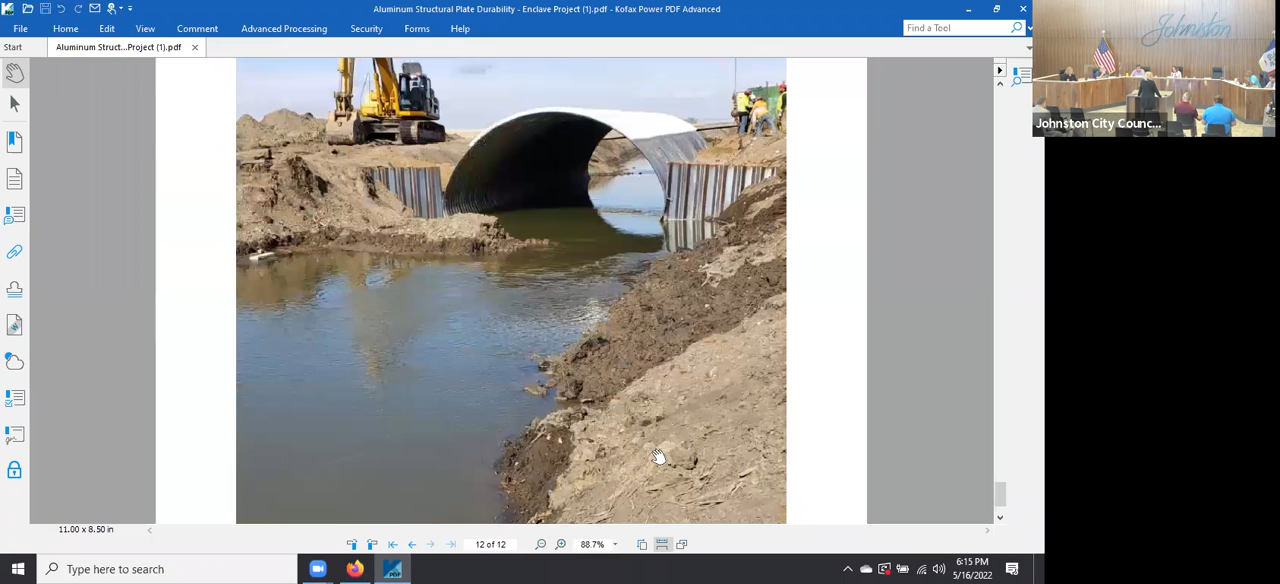 Aluminum Structural Plate Durability - Enclave Project (1).pdf - Kofax Power PDF Advanced
File Home Edit View Comment Advanced Processing Security Forms Help
Find a Tool
Start Aluminum Struct...Project (1).pdf
Johnston
Johnston City Counc...
11.00 x 8.50 in
12 of 12
88.7%
Type here to search
PDF
6:15 PM
5/16/2022